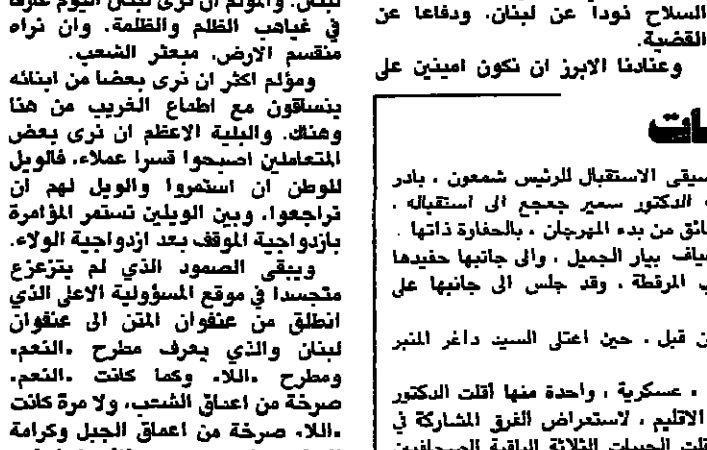 السلاح ذودا عن لبنان. ودفاعا عن
القضية.
وعنادنا الابرز ان نكون امينين على
لبنان. والمؤلم ان نرى لبنان اليوم
في غياهب الظلم والظلمة. وان نراه
منقسم الارض. مبعثر الشعب.
ومؤلم اكثر ان نرى بعضا من ابنائه
ينساقون مع اطماع الغريب من هنا
وهناك. والبلية الاعظم ان نرى بعض
المتعاملين اصبحوا قسرا عملاء. فالويل
للوطن ان استمروا والويل لهم ان
تراجعوا. وبين الويلين تستمر المؤامرة
بازدواجية الموقف بعد ازدواجية الولاء.
ويبقى الصمود الذي لم يتزعزع
متجسدا في موقع المسؤولية الاعلى الذي
انطلق من عنفوان المتن الى عنفوان
لبنان والذي يعرف مطرح «النعم»
ومطرح «اللا» وكما كانت «النعم»
صرخة من اعماق الشعب، ولا مرة كانت
«اللا» صرخة من اعماق الجبل وكرامة
سيقى الاستقبال للرئيس شمعون ، بادر
الدكتور سمير جعجع الى استقباله .
ائق من بدء المهرجان ، بالحفارة ذاتها .
ياف بيار الجميل ، والى جانبها حفيدها
المرقطة ، وقد جلس الى جانبها على
ن قبل ، حين اعتلى السيد داغر المنبر
، عسكرية ، واحدة منها أقلت الدكتور
الاقليم ، لاستعراض الفرق المشاركة في
قلت الجيبات الثلاثة الباقية الصحافيين